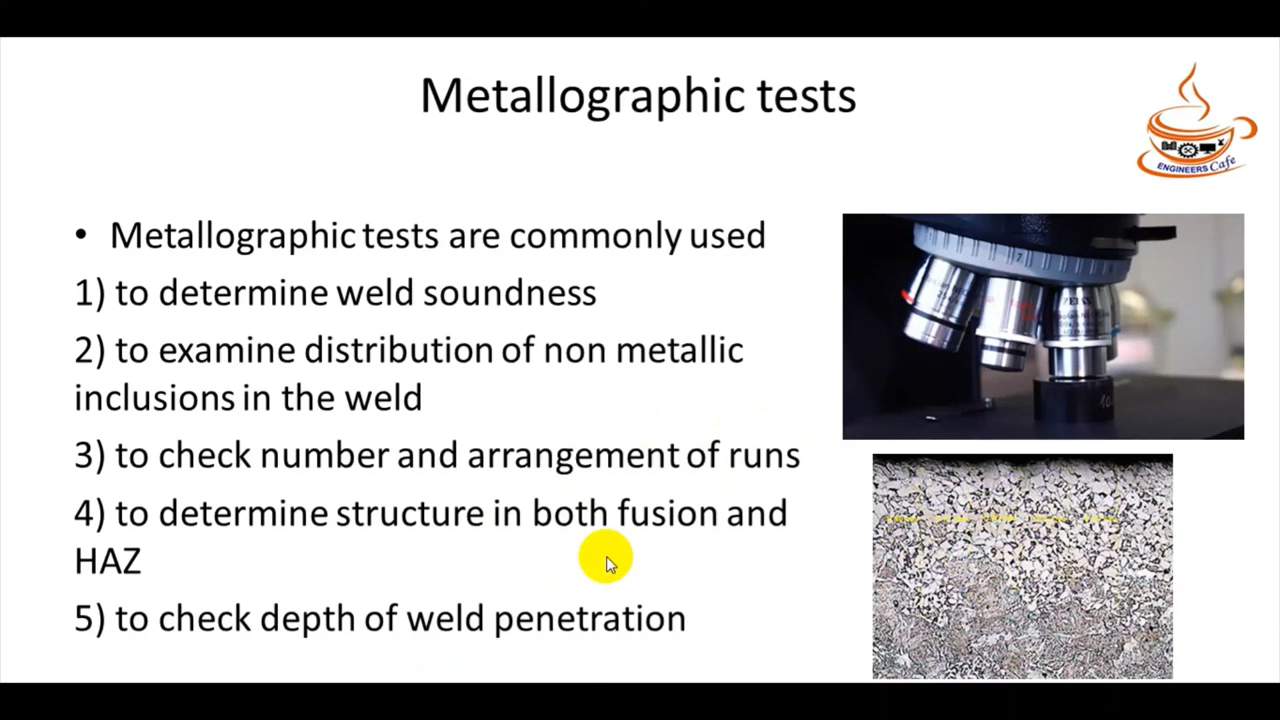 Metallographic tests
ENGINEERS Cafe
• Metallographic tests are commonly used
1) to determine weld soundness
2) to examine distribution of non metallic
inclusions in the weld
3) to check number and arrangement of runs
4) to determine structure in both fusion and
HAZ
5) to check depth of weld penetration
7
ZEISS